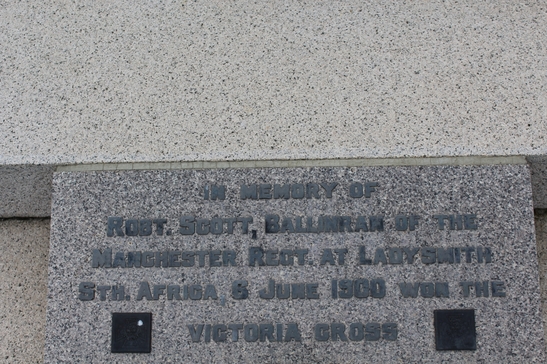 IN MEMORY OF
ROBT. SCOTT, BALLINRAN OF THE
MANCHESTER REGT. AT LADYSMITH
STH. AFRICA 6 JUNE 1900 WON THE
VICTORIA CROSS